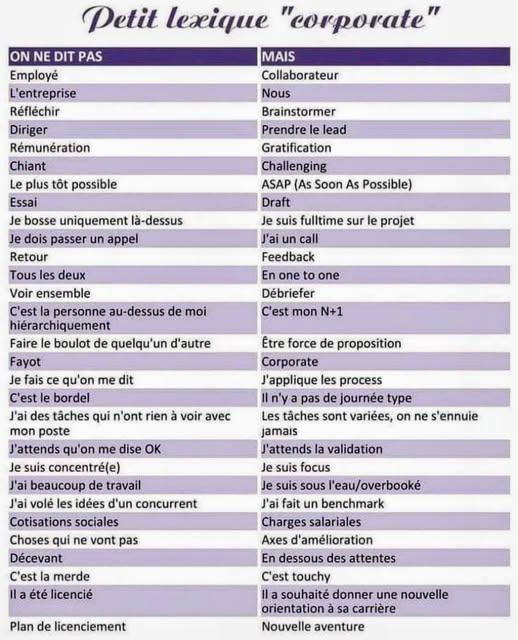 Petit lexique "corporate"
ON NE DIT PAS MAIS
Employé Collaborateur
L'entreprise Nous
Réfléchir Brainstormer
Diriger Prendre le lead
Rémunération Gratification
Chiant Challenging
Le plus tôt possible ASAP (As Soon As Possible)
Essai Draft
Je bosse uniquement là-dessus Je suis fulltime sur le projet
Je dois passer un appel J'ai un call
Retour Feedback
Tous les deux En one to one
Voir ensemble Débriefer
C'est la personne au-dessus de moi C'est mon N+1
hiérarchiquement
Faire le boulot de quelqu'un d'autre Être force de proposition
Fayot Corporate
Je fais ce qu'on me dit J'applique les process
C'est le bordel Il n'y a pas de journée type
J'ai des tâches qui n'ont rien à voir avec Les tâches sont variées, on ne s'ennuie
mon poste jamais
J'attends qu'on me dise OK J'attends la validation
Je suis concentré(e) Je suis focus
J'ai beaucoup de travail Je suis sous l'eau/overbooké
J'ai volé les idées d'un concurrent J'ai fait un benchmark
Cotisations sociales Charges salariales
Choses qui ne vont pas Axes d'amélioration
Décevant En dessous des attentes
C'est la merde C'est touchy
Il a été licencié Il a souhaité donner une nouvelle
orientation à sa carrière
Plan de licenciement Nouvelle aventure